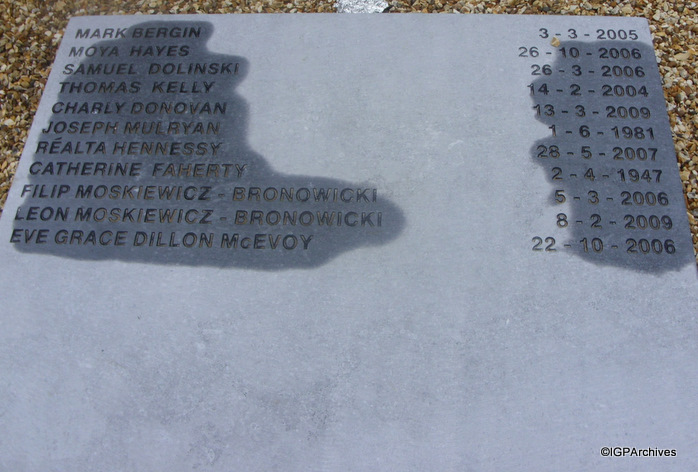 MARK BERGIN 3-3-2005
MOYA HAYES 26-10-2006
SAMUEL DOLINSKI 26-3-2006
THOMAS KELLY 14-2-2004
CHARLY DONOVAN 13-3-2009
JOSEPH MULRYAN 1-6-1981
RÉALTA HENNESSY 28-5-2007
CATHERINE FAHERTY 2-4-1947
FILIP MOSKIEWICZ - BRONOWICKI 5-3-2006
LEON MOSKIEWICZ - BRONOWICKI 8-2-2009
EVE GRACE DILLON McEVOY 22-10-2006
©IGPArchives